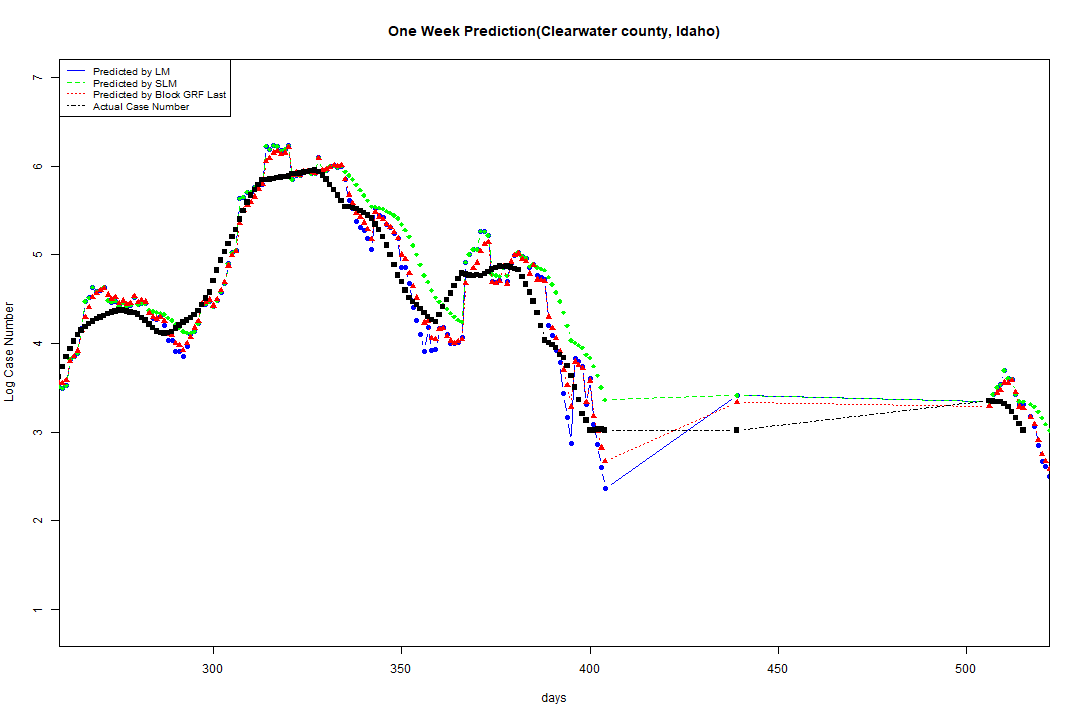 One Week Prediction(Clearwater county, Idaho)
Predicted by LM
Predicted by SLM
Predicted by Block GRF Last
Actual Case Number
7
6
5
4
3
2
1
Log Case Number
300 350 400 450 500
days